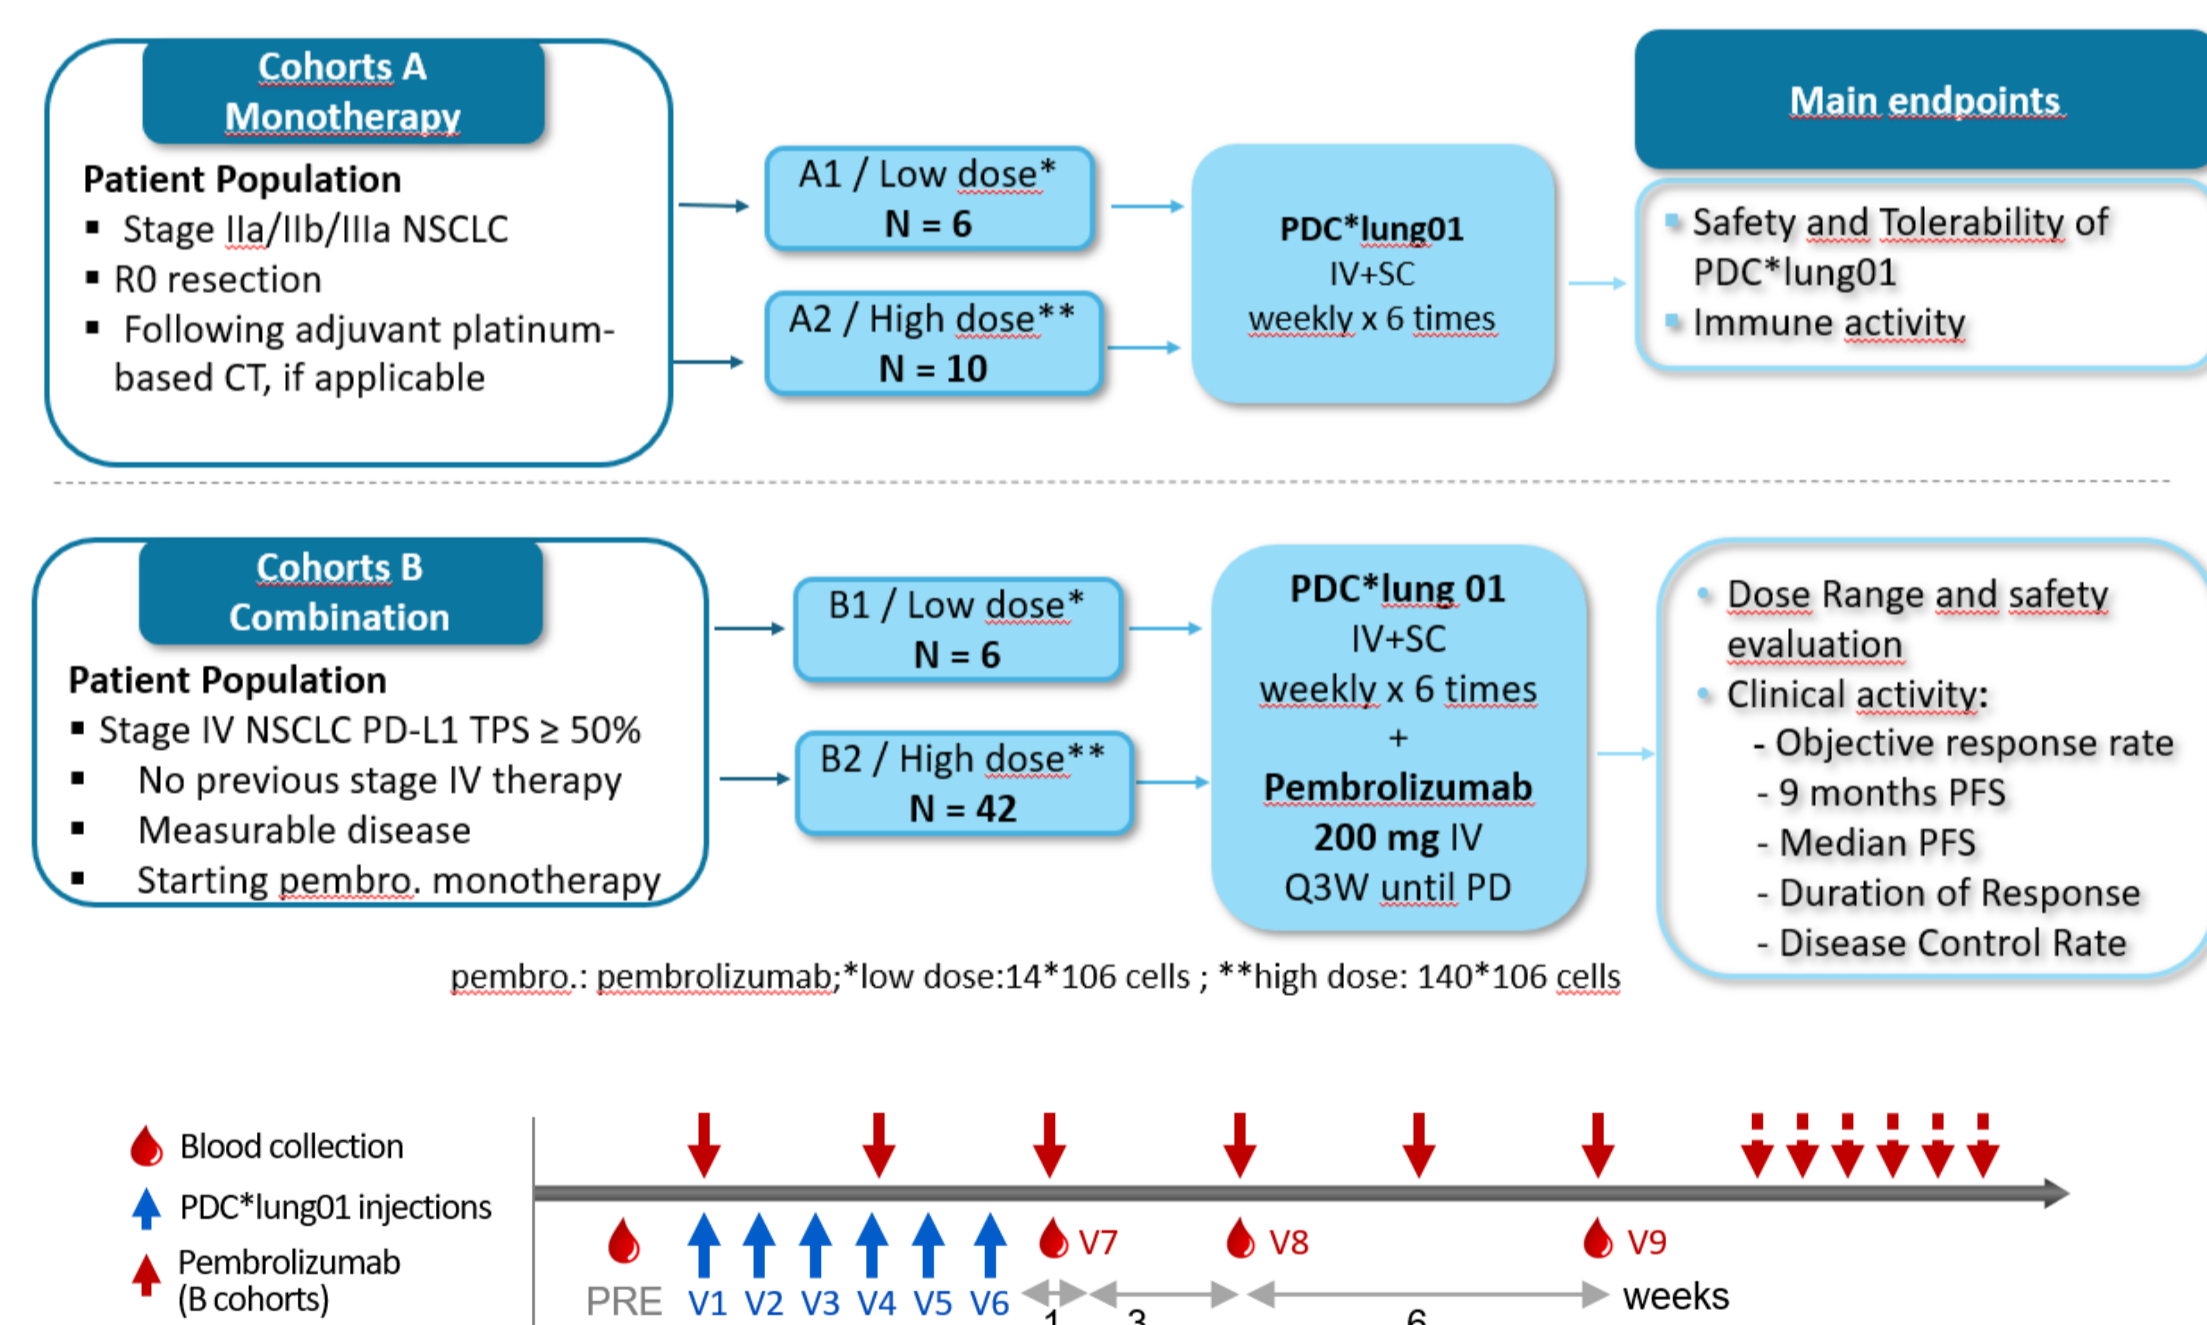 Cohorts A
Monotherapy
Patient Population
▪ Stage IIa/IIb/IIIa NSCLC
▪ R0 resection
▪ Following adjuvant platinum-
based CT, if applicable
A1 / Low dose*
N = 6
A2 / High dose**
N = 10
PDC*lung01
IV+SC
weekly x 6 times
Main endpoints
▪ Safety and Tolerability of
PDC*lung01
▪ Immune activity
Cohorts B
Combination
Patient Population
▪ Stage IV NSCLC PD-L1 TPS ≥ 50%
▪ No previous stage IV therapy
▪ Measurable disease
▪ Starting pembro. monotherapy
B1 / Low dose*
N = 6
B2 / High dose**
N = 42
PDC*lung 01
IV+SC
weekly x 6 times
+
Pembrolizumab
200 mg IV
Q3W until PD
• Dose Range and safety
evaluation
• Clinical activity:
- Objective response rate
- 9 months PFS
- Median PFS
- Duration of Response
- Disease Control Rate
pembro.: pembrolizumab;*low dose:14*106 cells ; **high dose: 140*106 cells
Blood collection
PDC*lung01 injections
Pembrolizumab
(B cohorts)
V7 V8 V9
PRE V1 V2 V3 V4 V5 V6 weeks
1 3 6